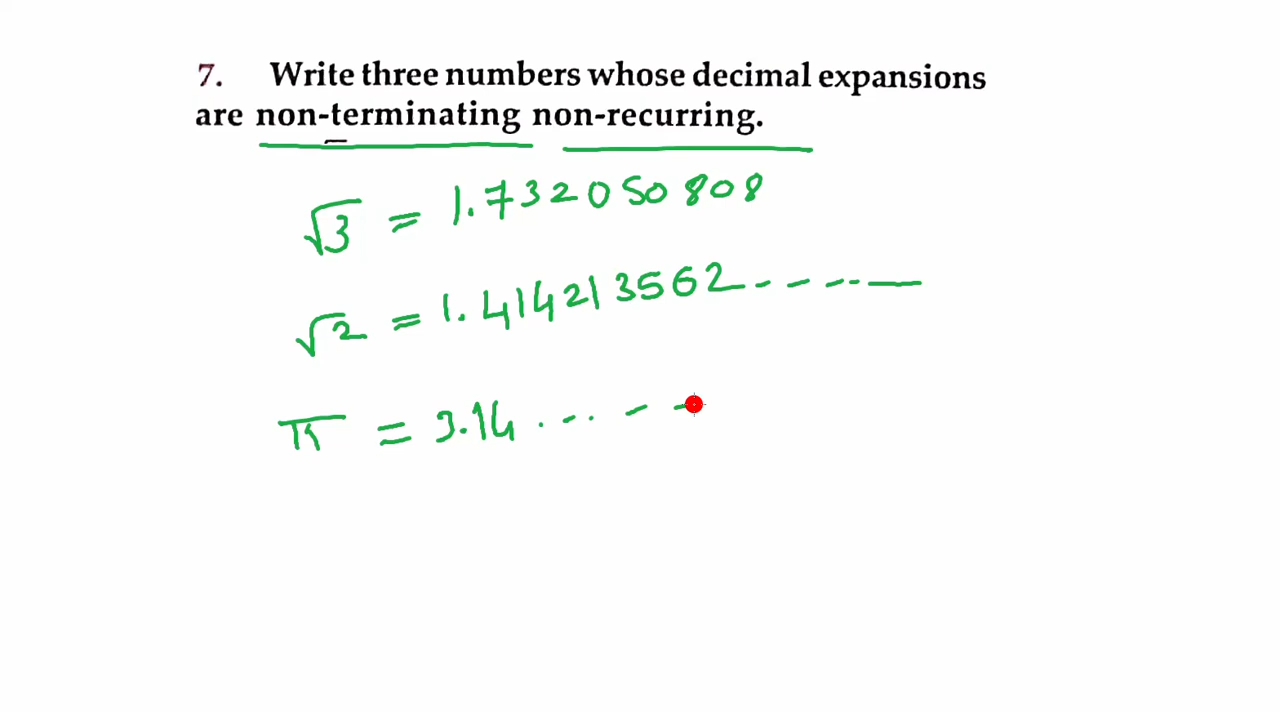 7. Write three numbers whose decimal expansions
are non-terminating non-recurring.
√3 = 1.732050808
√2 = 1.414213562-----
π = 3.14 ...--